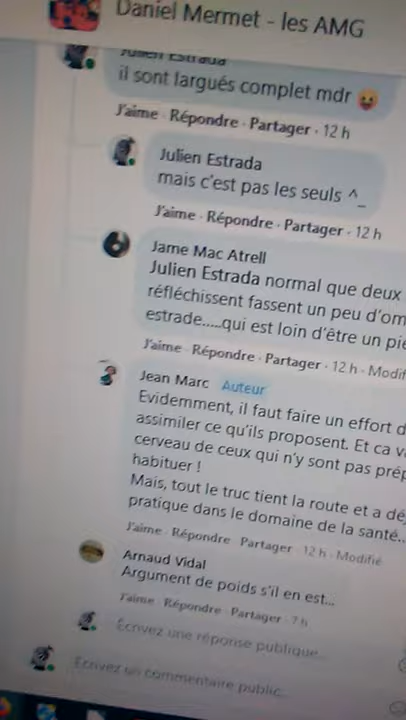 Daniel Mermet - les AMG
Julien Estrada
il sont largués complet mdr
J'aime · Répondre · Partager · 12 h
Julien Estrada
mais c'est pas les seuls ^_
J'aime · Répondre · Partager · 12 h
Jame Mac Atrell
Julien Estrada normal que deux
réfléchissent fassent un peu d'om
estrade.....qui est loin d'être un pi
J'aime · Répondre · Partager · 12 h · Modif
Jean Marc Auteur
Evidemment, il faut faire un effort d
assimiler ce qu'ils proposent. Et ca v
cerveau de ceux qui n'y sont pas prép
habituer !
Mais, tout le truc tient la route et a déj
pratique dans le domaine de la santé..
J'aime · Répondre · Partager · 12 h · Modifié
Arnaud Vidal
Argument de poids s'il en est...
J'aime · Répondre · Partager · 7 h
Écrivez une réponse publique...
Écrivez un commentaire public...